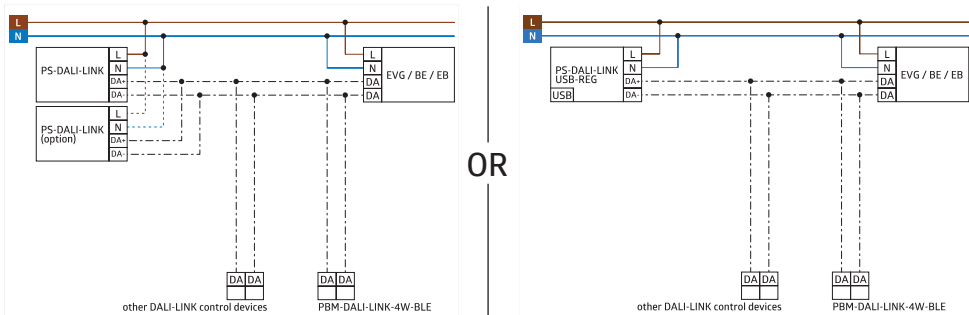 L
N
PS-DALI-LINK
L
N
DA+
DA-
EVG / BE / EB
L
N
DA
DA
PS-DALI-LINK
(option)
L
N
DA+
DA-
DA DA
other DALI-LINK control devices
DA DA
PBM-DALI-LINK-4W-BLE
OR
L
N
PS-DALI-LINK
USB-REG
USB
L
N
DA+
DA-
L
N
DA
DA
EVG / BE / EB
DA DA
other DALI-LINK control devices
DA DA
PBM-DALI-LINK-4W-BLE